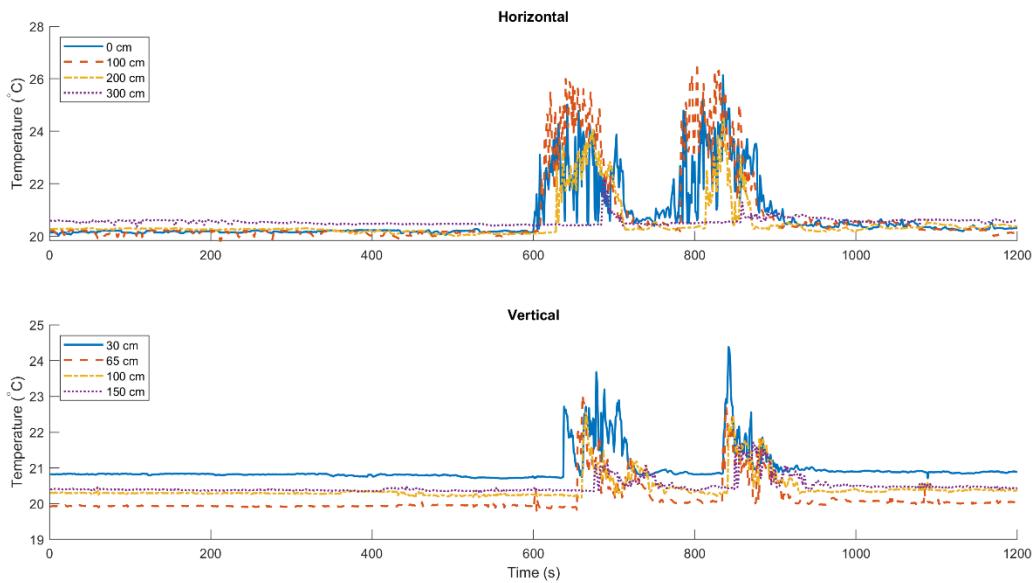 Horizontal
Temperature (°C)
28
26
24
22
20
0 cm
100 cm
200 cm
300 cm
0 200 400 600 800 1000 1200
Vertical
Temperature (°C)
25
24
23
22
21
20
19
30 cm
65 cm
100 cm
150 cm
0 200 400 600 800 1000 1200
Time (s)